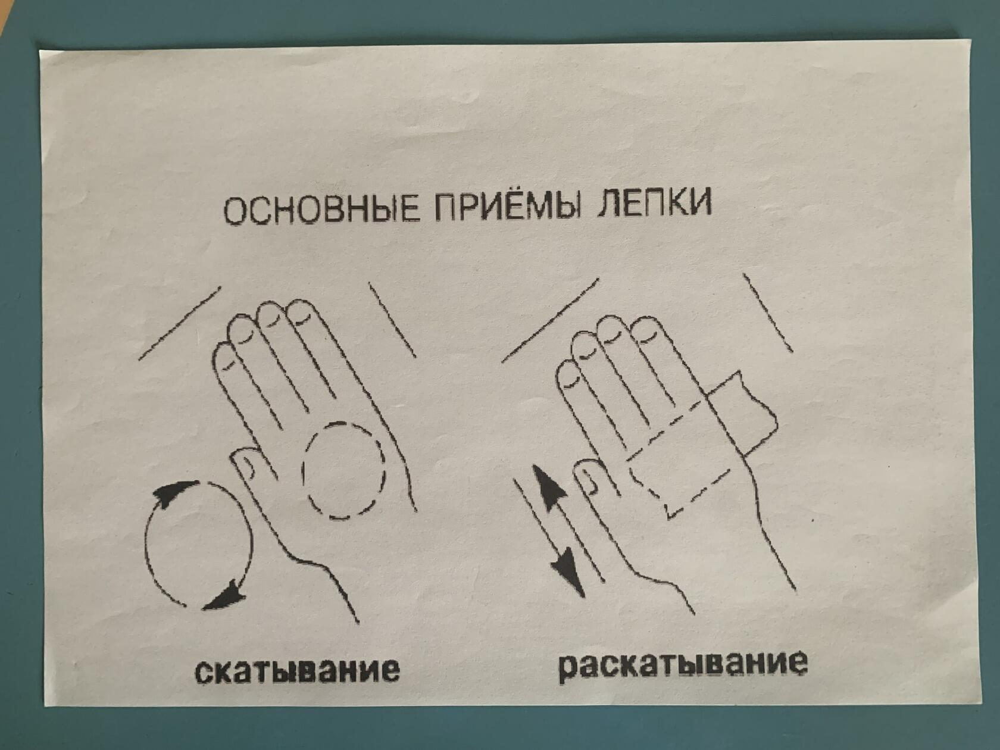 ОСНОВНЫЕ ПРИЁМЫ ЛЕПКИ
скатывание
раскатывание